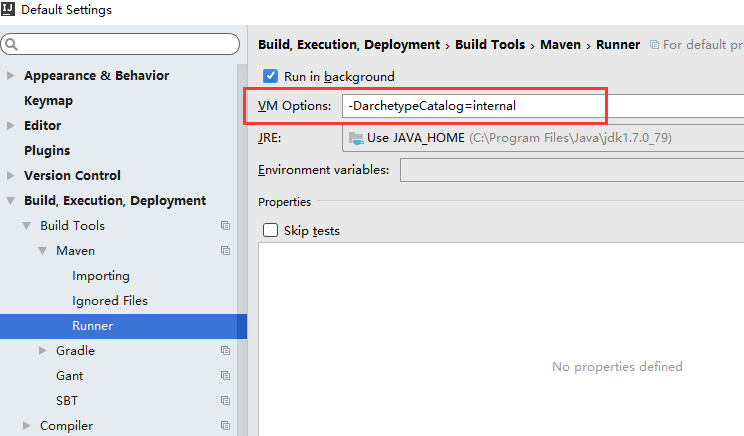 Default Settings
Build, Execution, Deployment › Build Tools › Maven › Runner
For default pr
Appearance & Behavior
Keymap
Editor
Plugins
Version Control
Build, Execution, Deployment
Build Tools
Maven
Importing
Ignored Files
Runner
Gradle
Gant
SBT
Compiler
Run in background
VM Options: -DarchetypeCatalog=internal
JRE: Use JAVA_HOME (C:\Program Files\Java\jdk1.7.0_79)
Environment variables:
Properties
Skip tests
No properties defined